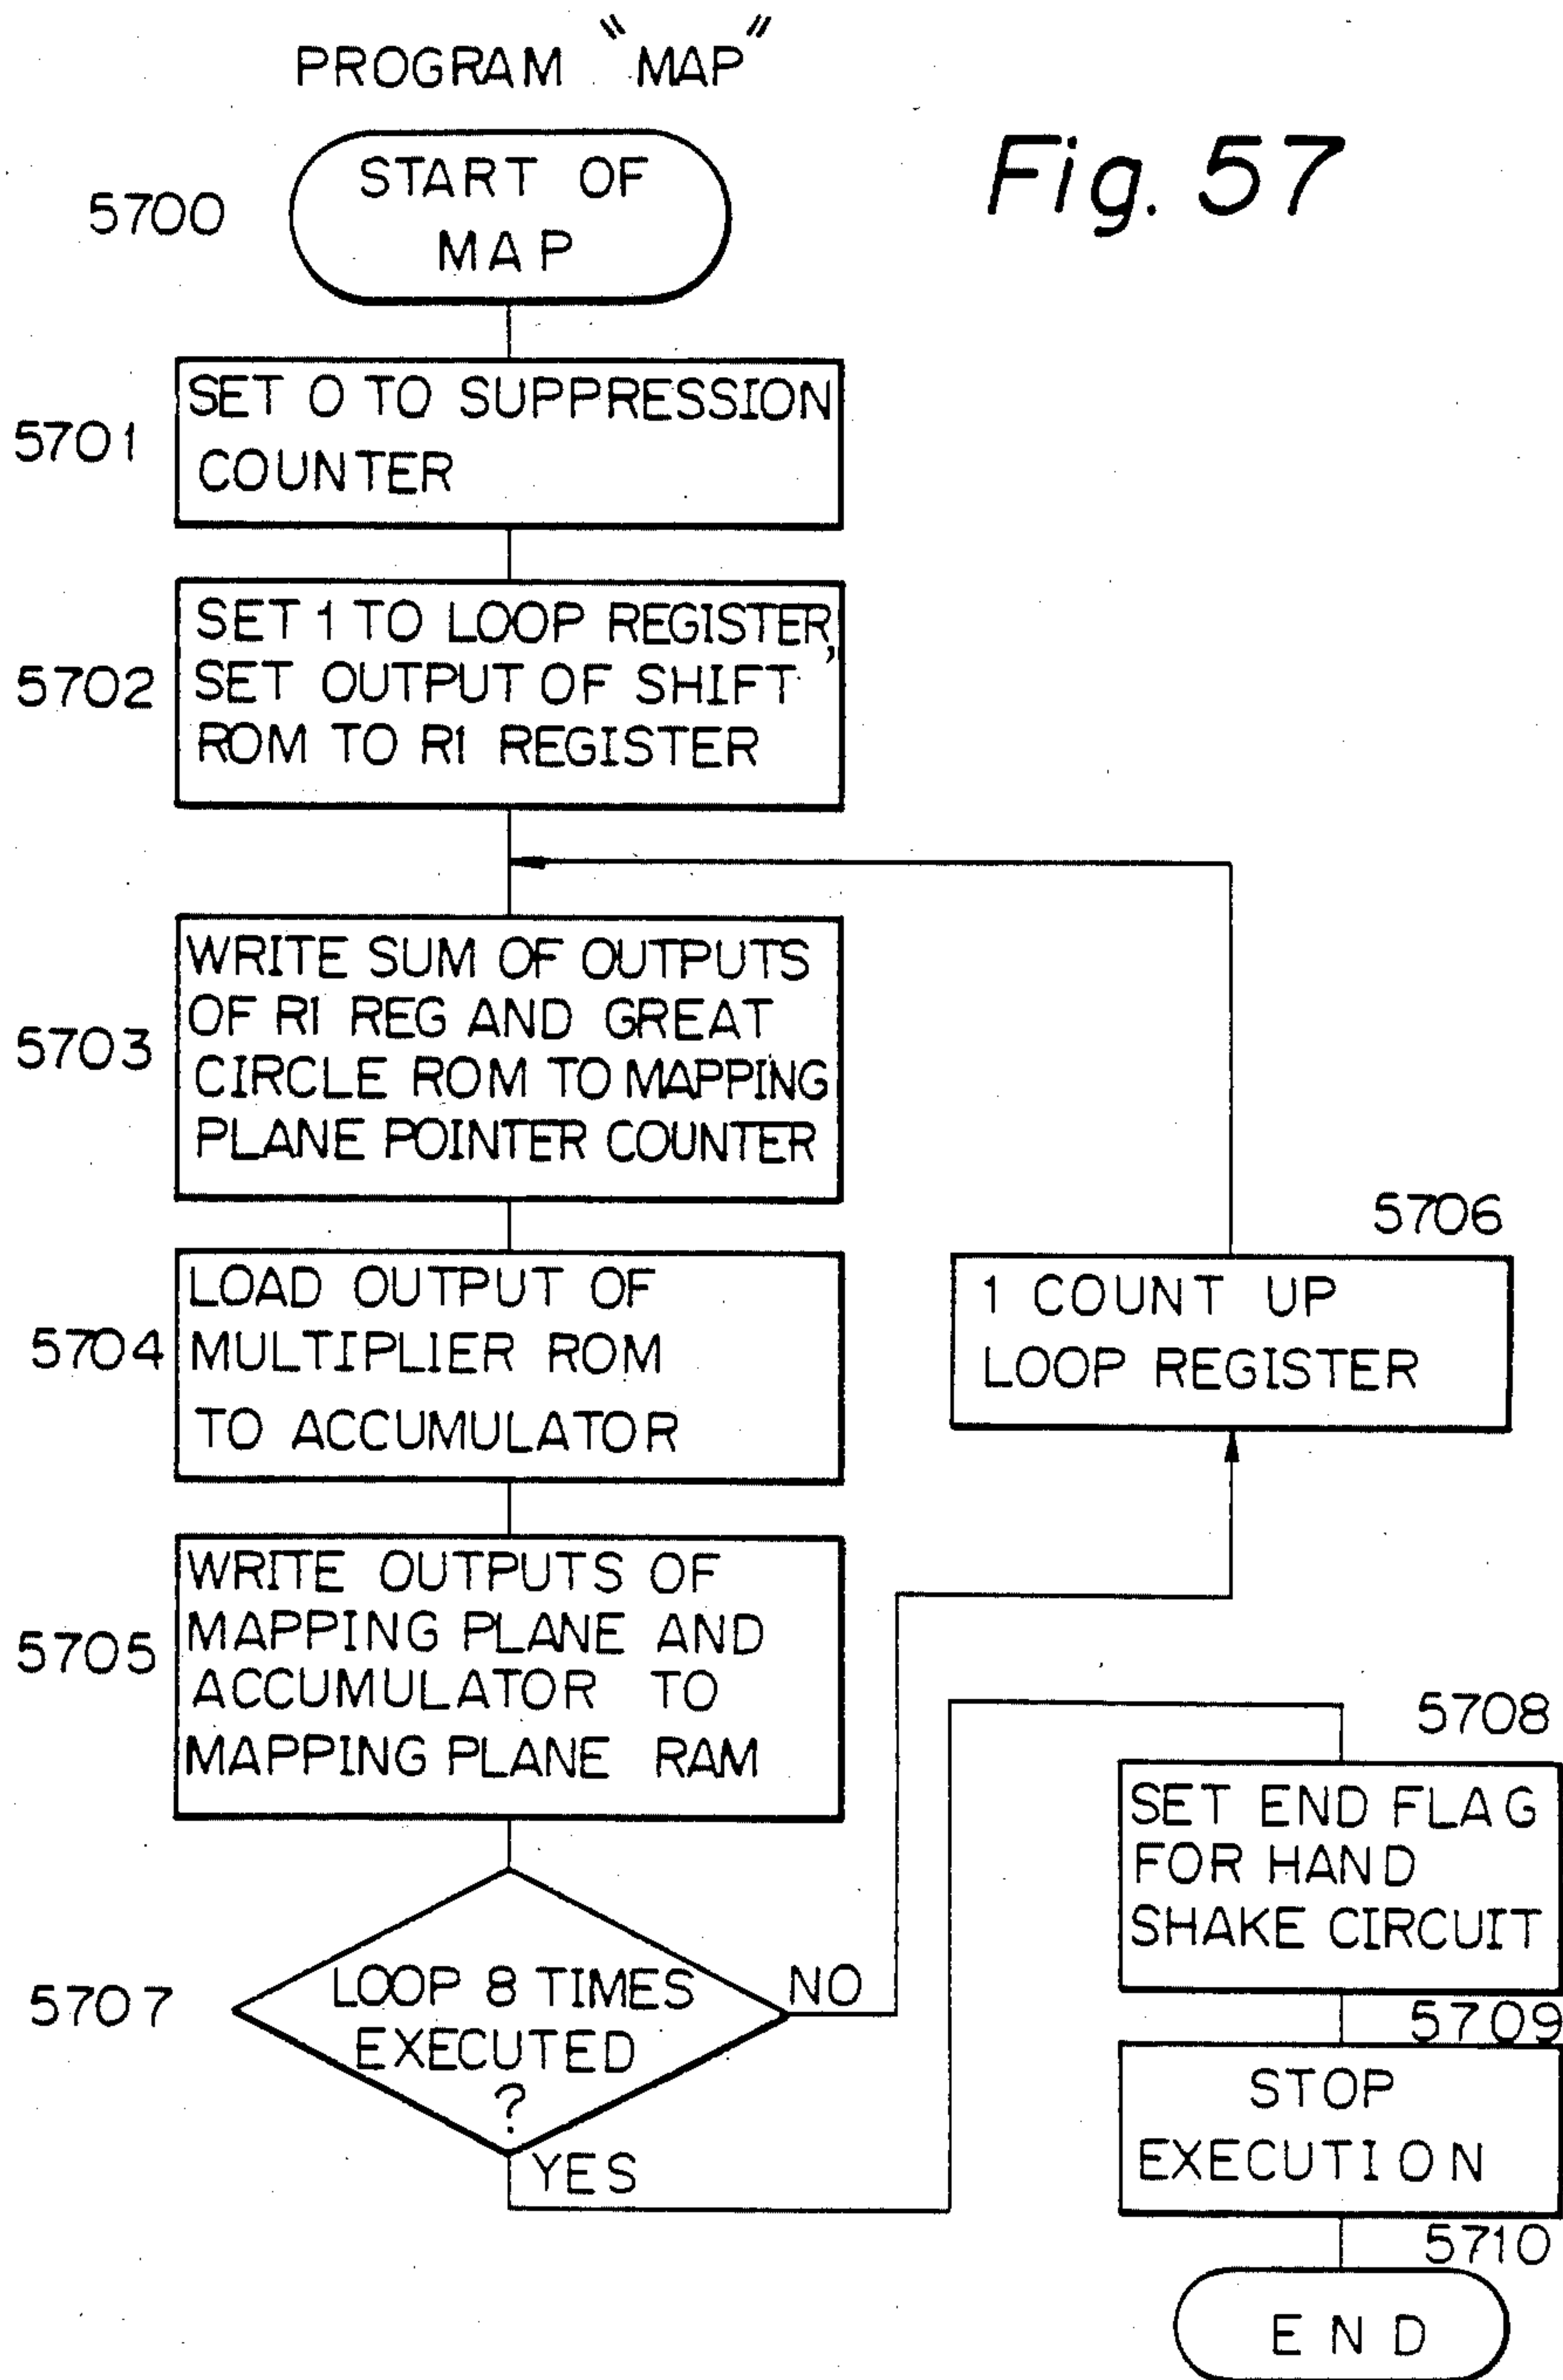 PROGRAM "MAP"
Fig. 57
5700
START OF
MAP
5701
SET 0 TO SUPPRESSION
COUNTER
5702
SET 1 TO LOOP REGISTER,
SET OUTPUT OF SHIFT
ROM TO R1 REGISTER
5703
WRITE SUM OF OUTPUTS
OF R1 REG AND GREAT
CIRCLE ROM TO MAPPING
PLANE POINTER COUNTER
5704
LOAD OUTPUT OF
MULTIPLIER ROM
TO ACCUMULATOR
5706
1 COUNT UP
LOOP REGISTER
5705
WRITE OUTPUTS OF
MAPPING PLANE AND
ACCUMULATOR TO
MAPPING PLANE RAM
5707
LOOP 8 TIMES
EXECUTED
?
NO
YES
5708
SET END FLAG
FOR HAND
SHAKE CIRCUIT
5709
STOP
EXECUTION
5710
END